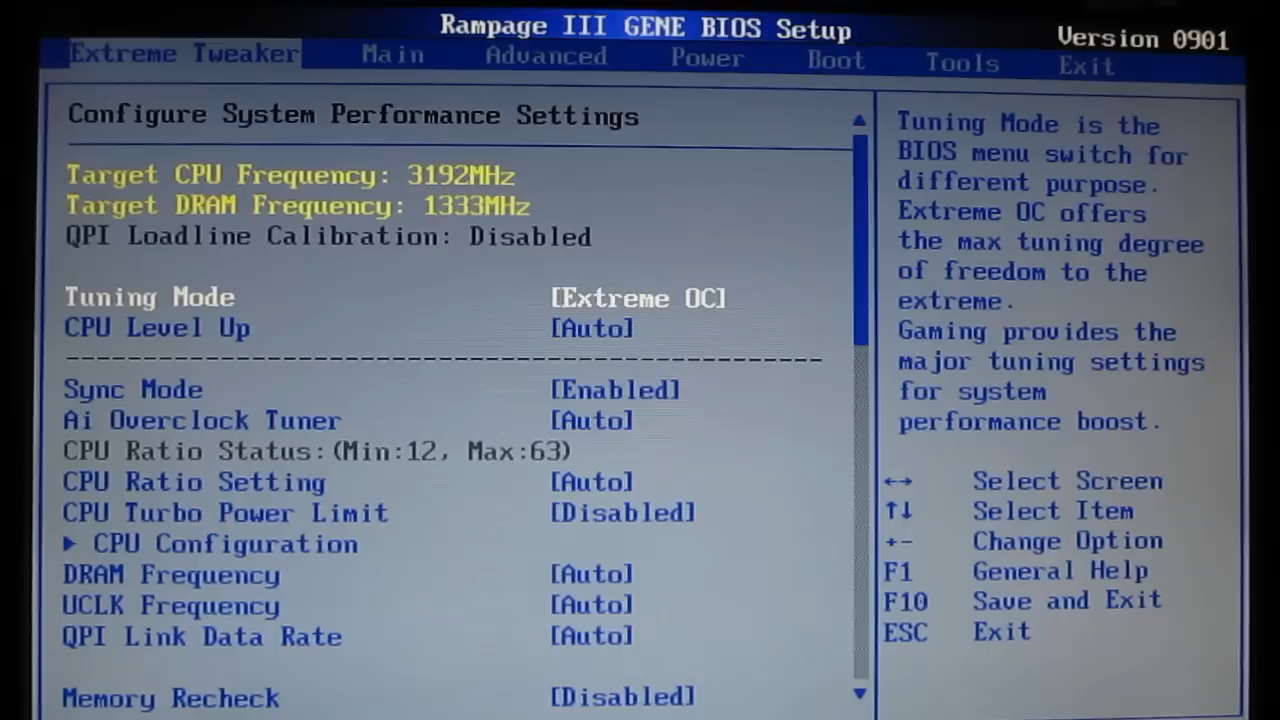 Rampage III GENE BIOS Setup
Version 0901
Extreme Tweaker Main Advanced Power Boot Tools Exit
Configure System Performance Settings
Target CPU Frequency: 3192MHz
Target DRAM Frequency: 1333MHz
QPI Loadline Calibration: Disabled
Tuning Mode [Extreme OC]
CPU Level Up [Auto]
Sync Mode [Enabled]
Ai Overclock Tuner [Auto]
CPU Ratio Status:(Min:12, Max:63)
CPU Ratio Setting [Auto]
CPU Turbo Power Limit [Disabled]
CPU Configuration
DRAM Frequency [Auto]
UCLK Frequency [Auto]
QPI Link Data Rate [Auto]
Memory Recheck [Disabled]
Tuning Mode is the
BIOS menu switch for
different purpose.
Extreme OC offers
the max tuning degree
of freedom to the
extreme.
Gaming provides the
major tuning settings
for system
performance boost.
←→ Select Screen
↑↓ Select Item
+- Change Option
F1 General Help
F10 Save and Exit
ESC Exit